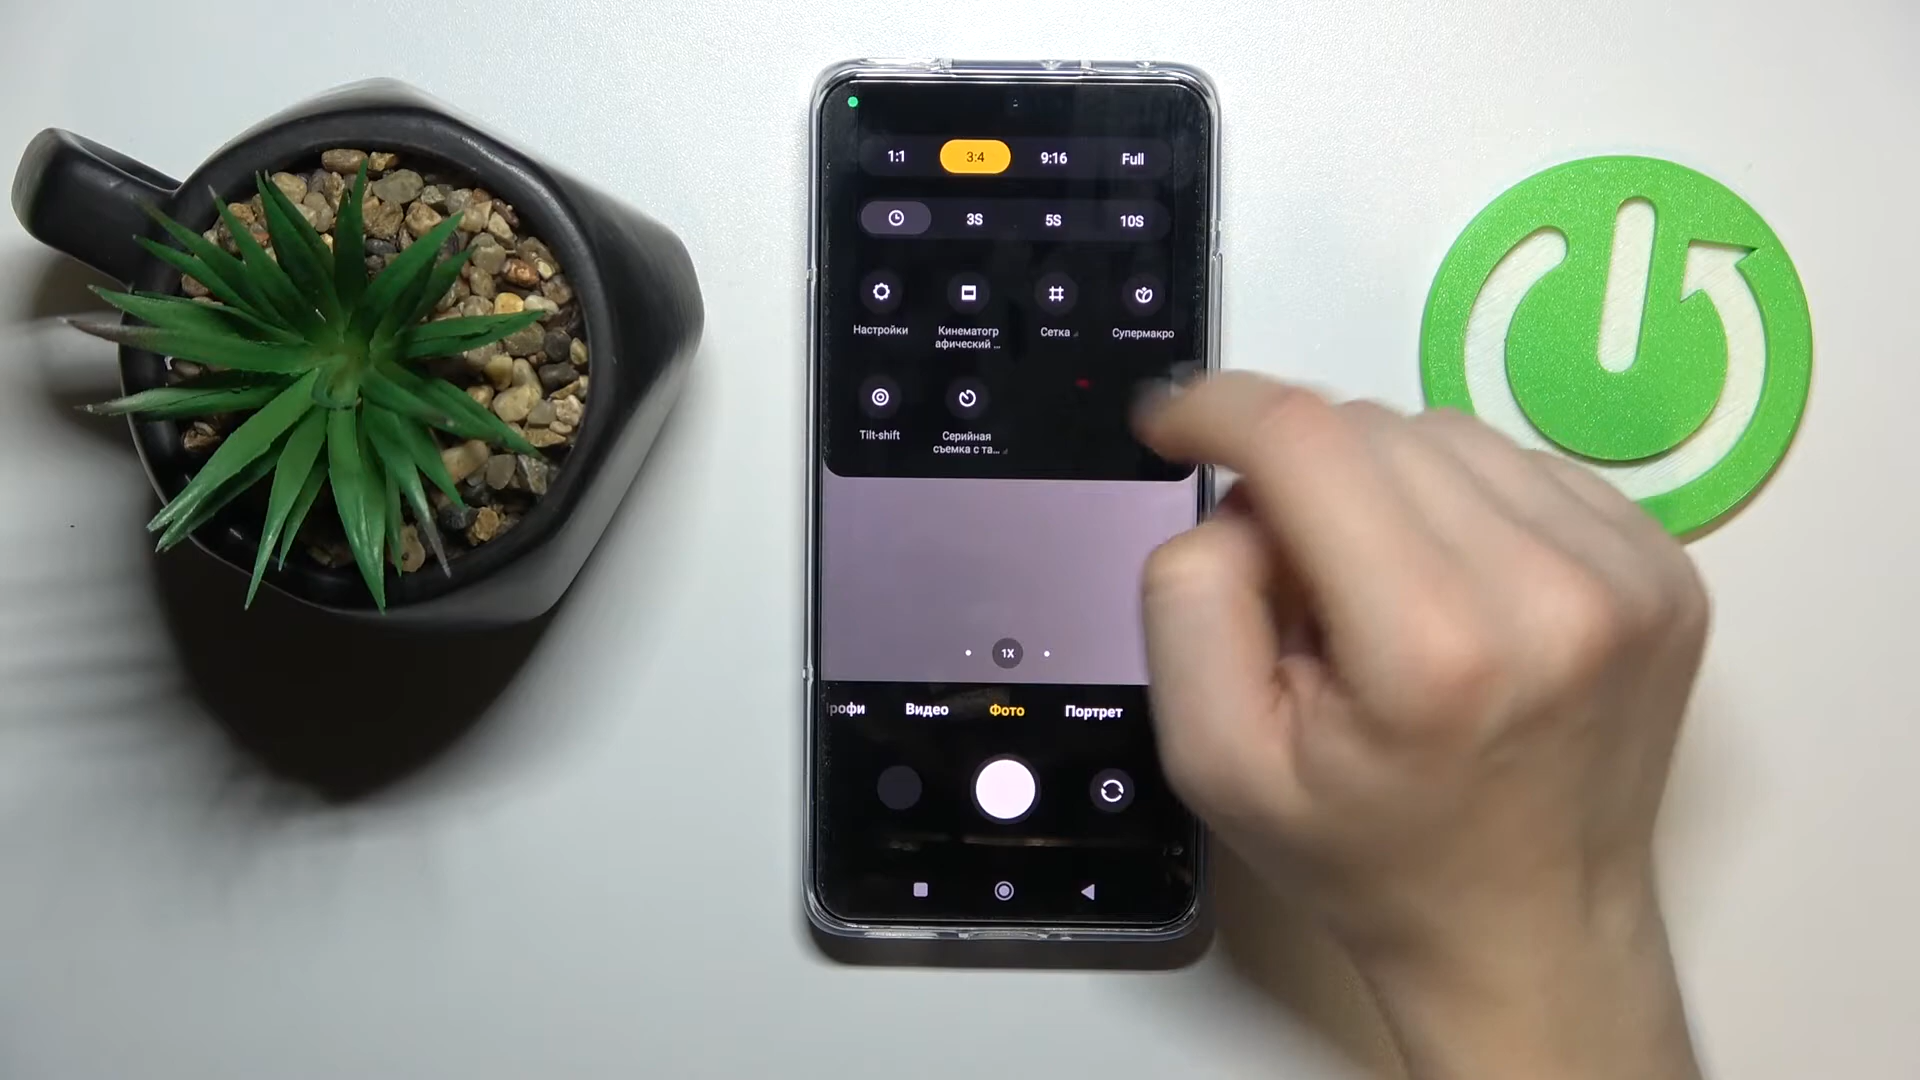 1:1 3:4 9:16 Full
3S 5S 10S
Настройки Кинематогр Сетка Супермакро
афический ...
Tilt-shift Серийная
съемка с та...
1X
рофи Видео Фото Портрет